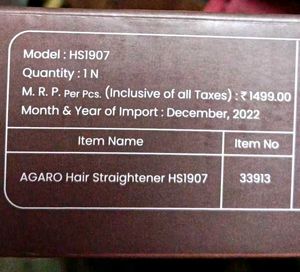 Model : HS1907
Quantity : 1 N
M. R. P. Per Pcs. (Inclusive of all Taxes) : ₹ 1499.00
Month & Year of Import : December, 2022
Item Name Item No
AGARO Hair Straightener HS1907 33913